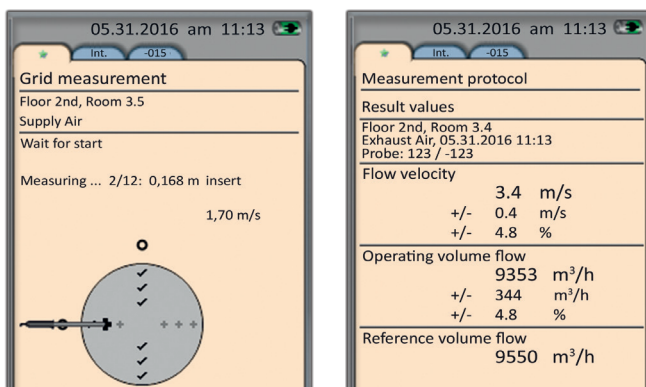 05.31.2016 am 11:13
Int. -015
Grid measurement
Floor 2nd, Room 3.5
Supply Air
Wait for start
Measuring ... 2/12: 0,168 m insert
1,70 m/s
05.31.2016 am 11:13
Int. -015
Measurement protocol
Result values
Floor 2nd, Room 3.4
Exhaust Air, 05.31.2016 11:13
Probe: 123 / -123
Flow velocity
3.4 m/s
+/- 0.4 m/s
+/- 4.8 %
Operating volume flow
9353 m³/h
+/- 344 m³/h
+/- 4.8 %
Reference volume flow
9550 m³/h